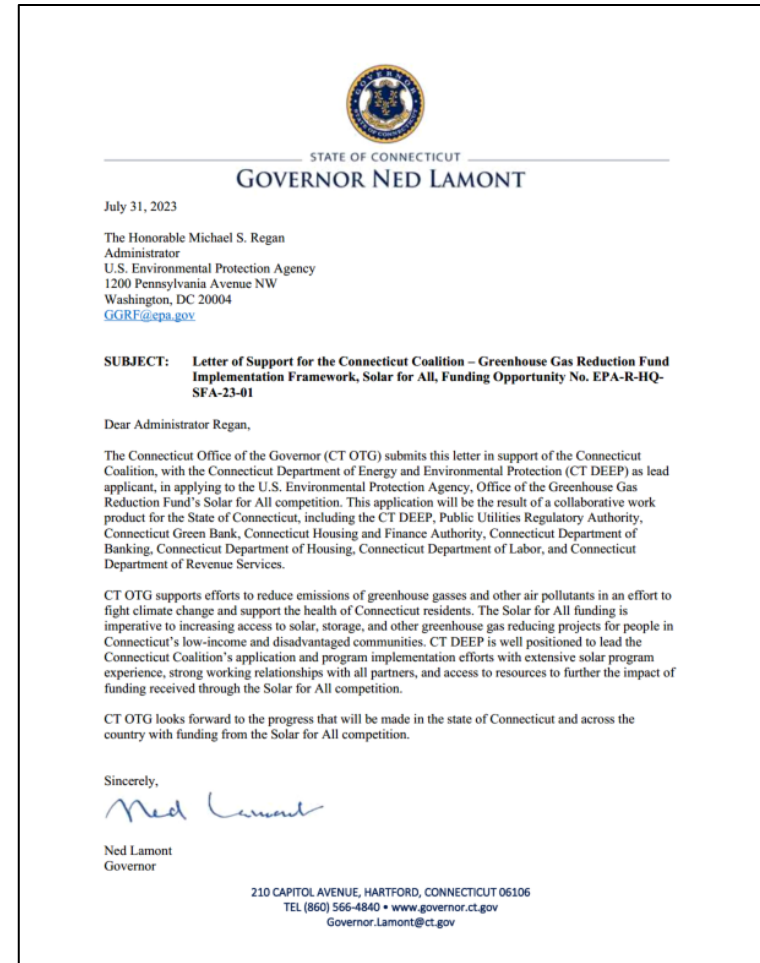 GOVERNOR
STATE OF CONNECTICUT
STATE OF CONNECTICUT
GOVERNOR NED LAMONT
July 31, 2023
The Honorable Michael S. Regan
Administrator
U.S. Environmental Protection Agency
1200 Pennsylvania Avenue NW
Washington, DC 20004
GGRF@epa.gov
SUBJECT: Letter of Support for the Connecticut Coalition – Greenhouse Gas Reduction Fund
Implementation Framework, Solar for All, Funding Opportunity No. EPA-R-HQ-
SFA-23-01
Dear Administrator Regan,
The Connecticut Office of the Governor (CT OTG) submits this letter in support of the Connecticut
Coalition, with the Connecticut Department of Energy and Environmental Protection (CT DEEP) as lead
applicant, in applying to the U.S. Environmental Protection Agency, Office of the Greenhouse Gas
Reduction Fund's Solar for All competition. This application will be the result of a collaborative work
product for the State of Connecticut, including the CT DEEP, Public Utilities Regulatory Authority,
Connecticut Green Bank, Connecticut Housing and Finance Authority, Connecticut Department of
Banking, Connecticut Department of Housing, Connecticut Department of Labor, and Connecticut
Department of Revenue Services.
CT OTG supports efforts to reduce emissions of greenhouse gasses and other air pollutants in an effort to
fight climate change and support the health of Connecticut residents. The Solar for All funding is
imperative to increasing access to solar, storage, and other greenhouse gas reducing projects for people in
Connecticut's low-income and disadvantaged communities. CT DEEP is well positioned to lead the
Connecticut Coalition's application and program implementation efforts with extensive solar program
experience, strong working relationships with all partners, and access to resources to further the impact of
funding received through the Solar for All competition.
CT OTG looks forward to the progress that will be made in the state of Connecticut and across the
country with funding from the Solar for All competition.
Sincerely,
Ned Lamont
Ned Lamont
Governor
210 CAPITOL AVENUE, HARTFORD, CONNECTICUT 06106
TEL (860) 566-4840 • www.governor.ct.gov
Governor.Lamont@ct.gov